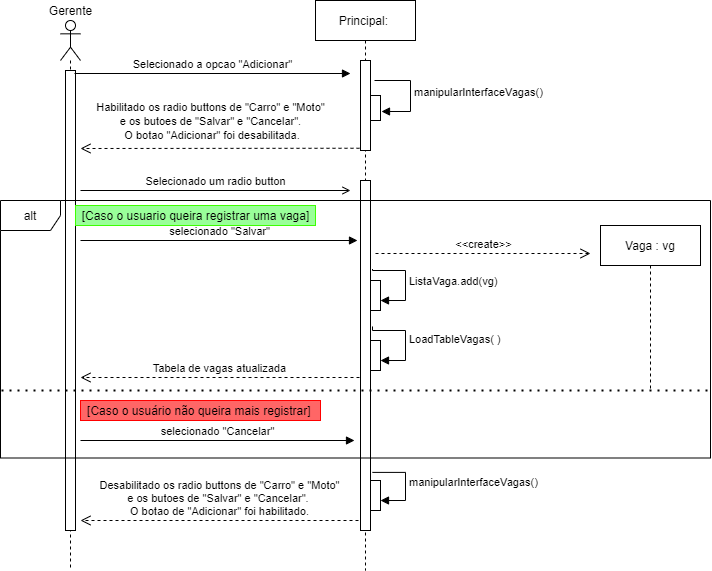 Gerente
Principal:
Selecionado a opcao "Adicionar"
manipularInterfaceVagas()
Habilitado os radio buttons de "Carro" e "Moto"
e os butoes de "Salvar" e "Cancelar".
O botao "Adicionar" foi desabilitada.
Selecionado um radio button
alt
[Caso o usuario queira registrar uma vaga]
selecionado "Salvar"
<<create>>
Vaga : vg
ListaVaga.add(vg)
LoadTableVagas( )
Tabela de vagas atualizada
[Caso o usuário não queira mais registrar]
selecionado "Cancelar"
manipularInterfaceVagas()
Desabilitado os radio buttons de "Carro" e "Moto"
e os butoes de "Salvar" e "Cancelar".
O botao de "Adicionar" foi habilitado.